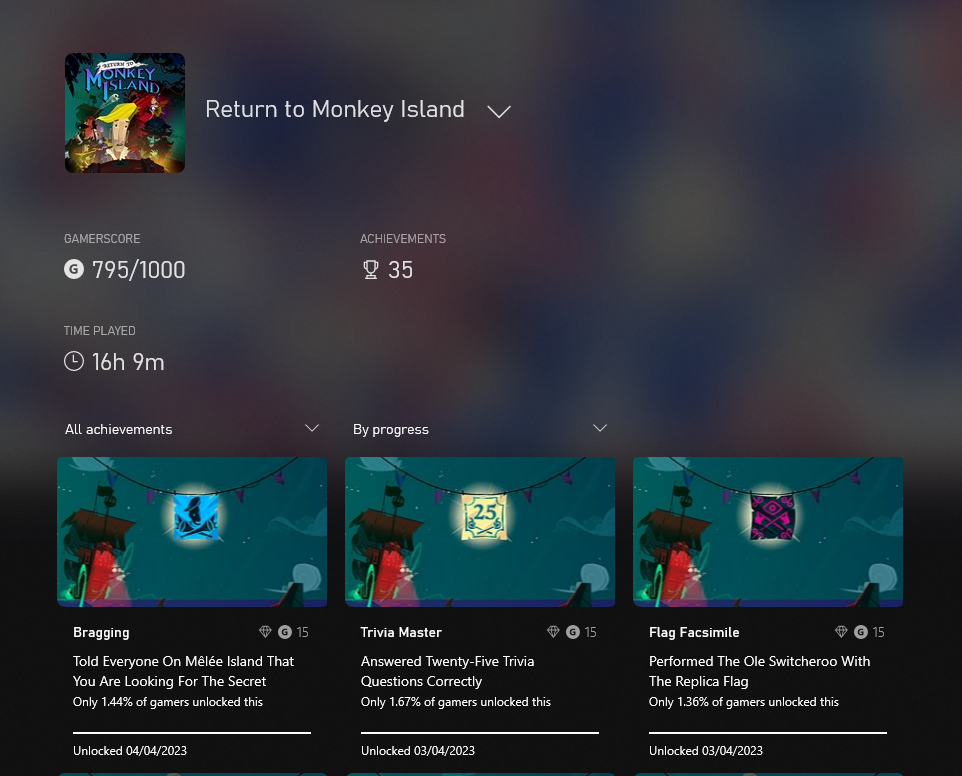 RETURN TO
MONKEY
ISLAND
Return to Monkey Island
GAMERSCORE
G 795/1000
ACHIEVEMENTS
35
TIME PLAYED
16h 9m
All achievements
By progress
25
Bragging
G 15
Told Everyone On Mêlée Island That
You Are Looking For The Secret
Only 1.44% of gamers unlocked this
Unlocked 04/04/2023
Trivia Master
G 15
Answered Twenty-Five Trivia
Questions Correctly
Only 1.67% of gamers unlocked this
Unlocked 03/04/2023
Flag Facsimile
G 15
Performed The Ole Switcheroo With
The Replica Flag
Only 1.36% of gamers unlocked this
Unlocked 03/04/2023